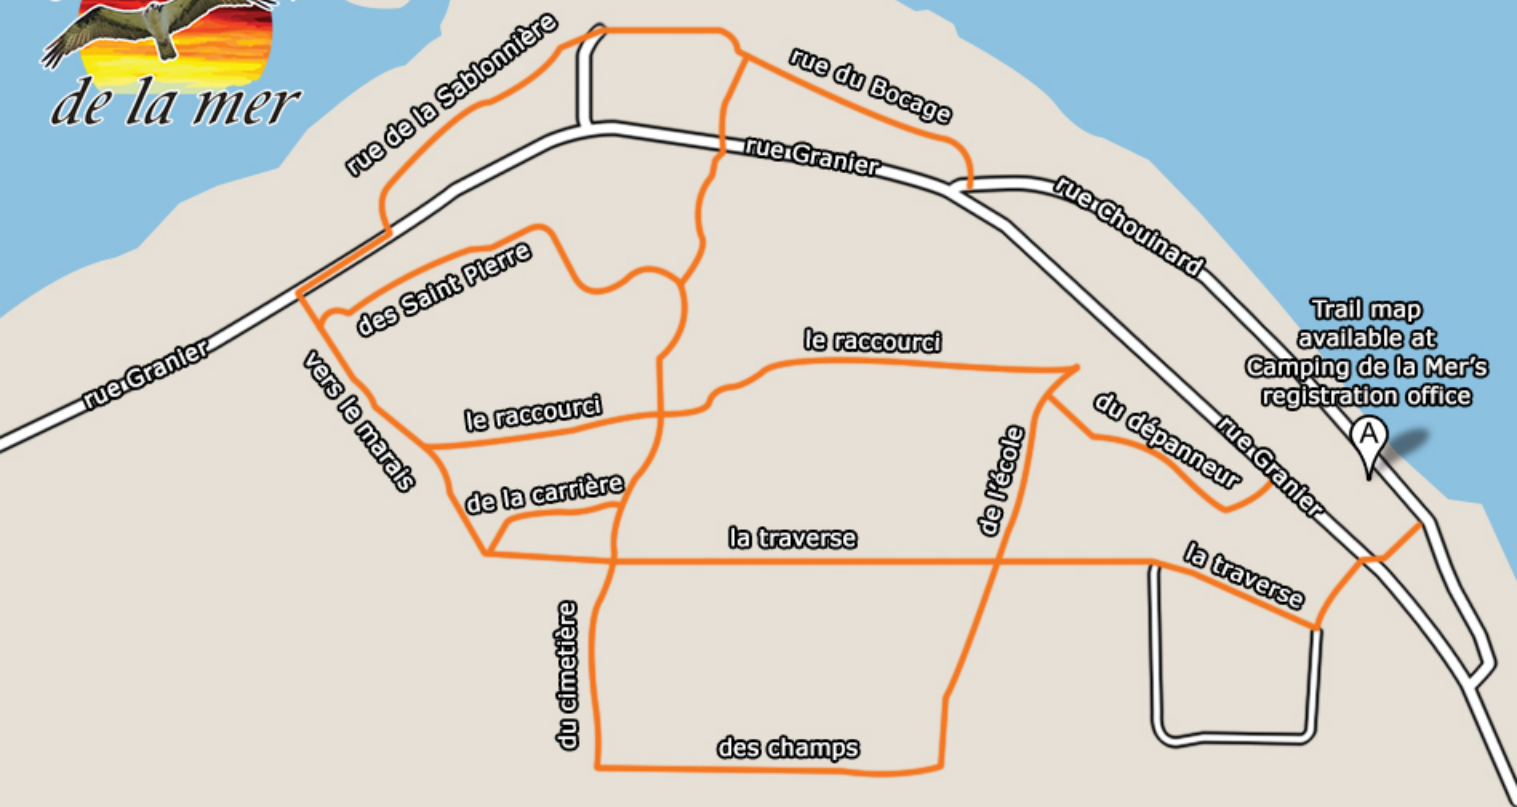 de la mer
rue de la Sablonnière
rue du Bocage
rue Granier
rue Chouinard
des Saint Pierre
Trail map
available at
Camping de la Mer's
registration office
A
le raccourci
rue Granier
vers le marais
le raccourci
du dépanneur
rue Granier
de l'école
de la carrière
la traverse
la traverse
du cimetière
des champs